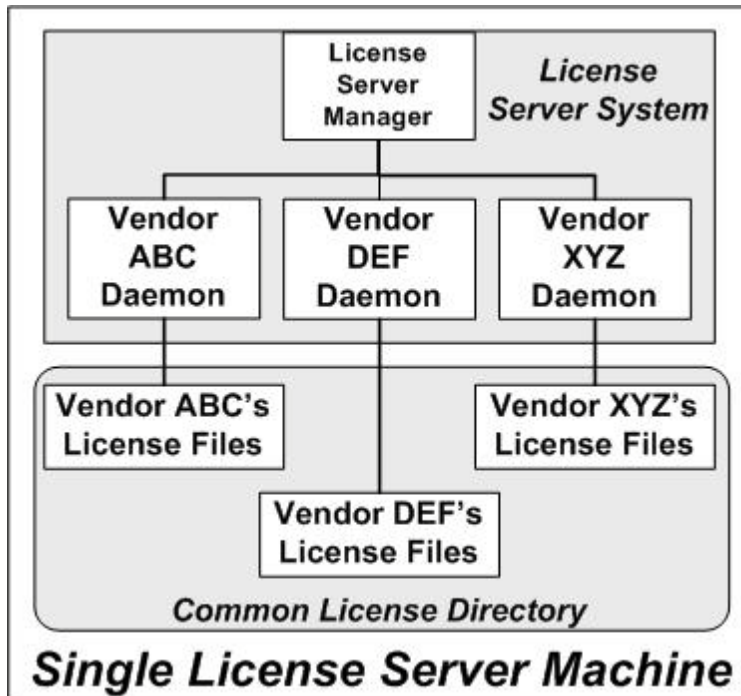 License
Server
Manager
License
Server System
Vendor
ABC
Daemon
Vendor
DEF
Daemon
Vendor
XYZ
Daemon
Vendor ABC's
License Files
Vendor XYZ's
License Files
Vendor DEF's
License Files
Common License Directory
Single License Server Machine